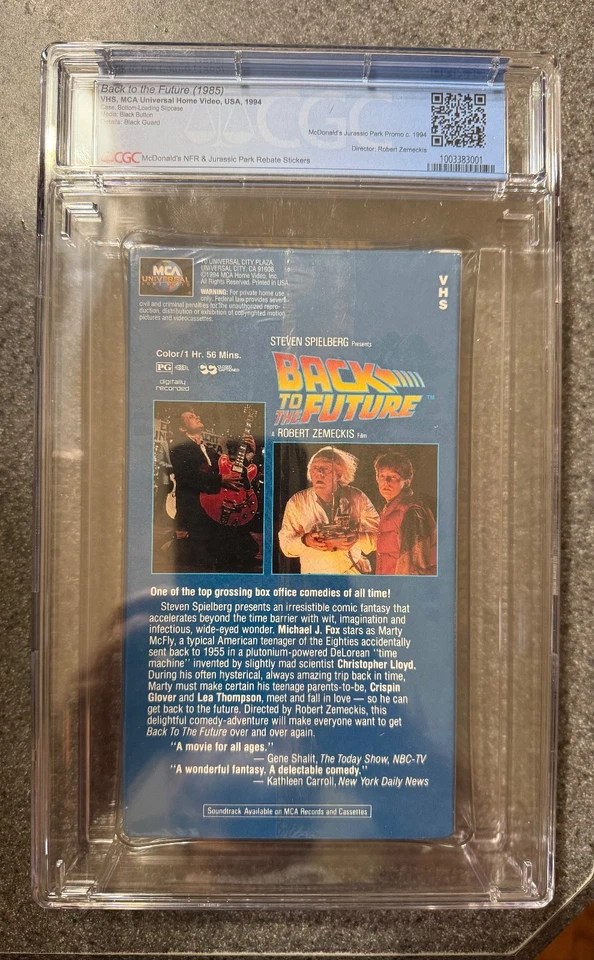 Back to the Future (1985)
VHS, MCA Universal Home Video, USA, 1994
Case: Bottom-Loading Slipcase
Media: Black Button
Details: Black Guard
McDonald's Jurassic Park Promo c. 1994
Director: Robert Zemeckis
CGC
CGC McDonald's NFR & Jurassic Park Rebate Stickers
1003383001
MCA
UNIVERSAL
UNIVERSAL CITY PLAZA
UNIVERSAL CITY, CA 91608
©1994 MCA Home Video, Inc.
All Rights Reserved. Printed in USA.
WARNING: For private home use
only. Federal law provides severe
civil and criminal penalties for the unauthorized repro-
duction, distribution or exhibition of copyrighted motion
pictures and videocassettes.
VHS
STEVEN SPIELBERG Presents
Color/1 Hr. 56 Mins.
PG
digitally
recorded
BACK
TO
THE FUTURE™
A ROBERT ZEMECKIS Film
One of the top grossing box office comedies of all time!
Steven Spielberg presents an irresistible comic fantasy that
accelerates beyond the time barrier with wit, imagination and
infectious, wide-eyed wonder. Michael J. Fox stars as Marty
McFly, a typical American teenager of the Eighties accidentally
sent back to 1955 in a plutonium-powered DeLorean "time
machine" invented by slightly mad scientist Christopher Lloyd.
During his often hysterical, always amazing trip back in time,
Marty must make certain his teenage parents-to-be, Crispin
Glover and Lea Thompson, meet and fall in love — so he can
get back to the future. Directed by Robert Zemeckis, this
delightful comedy-adventure will make everyone want to get
Back To The Future over and over again.
"A movie for all ages."
— Gene Shalit, The Today Show, NBC-TV
"A wonderful fantasy. A delectable comedy."
— Kathleen Carroll, New York Daily News
Soundtrack Available on MCA Records and Cassettes